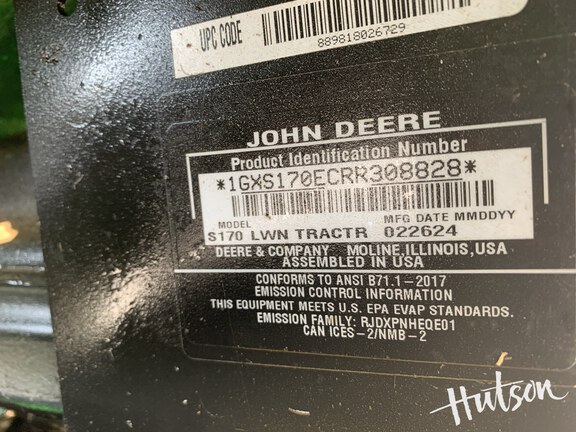 UPC CODE
889818026729
JOHN DEERE
Product Identification Number
*1GXS170ECRR308828*
MODEL MFG DATE MMDDYY
S170 LWN TRACTR 022624
DEERE & COMPANY MOLINE,ILLINOIS,USA
ASSEMBLED IN USA
CONFORMS TO ANSI B71.1-2017
EMISSION CONTROL INFORMATION
THIS EQUIPMENT MEETS U.S. EPA EVAP STANDARDS.
EMISSION FAMILY: RJDXPNHEQE01
CAN ICES-2/NMB-2
Hutson